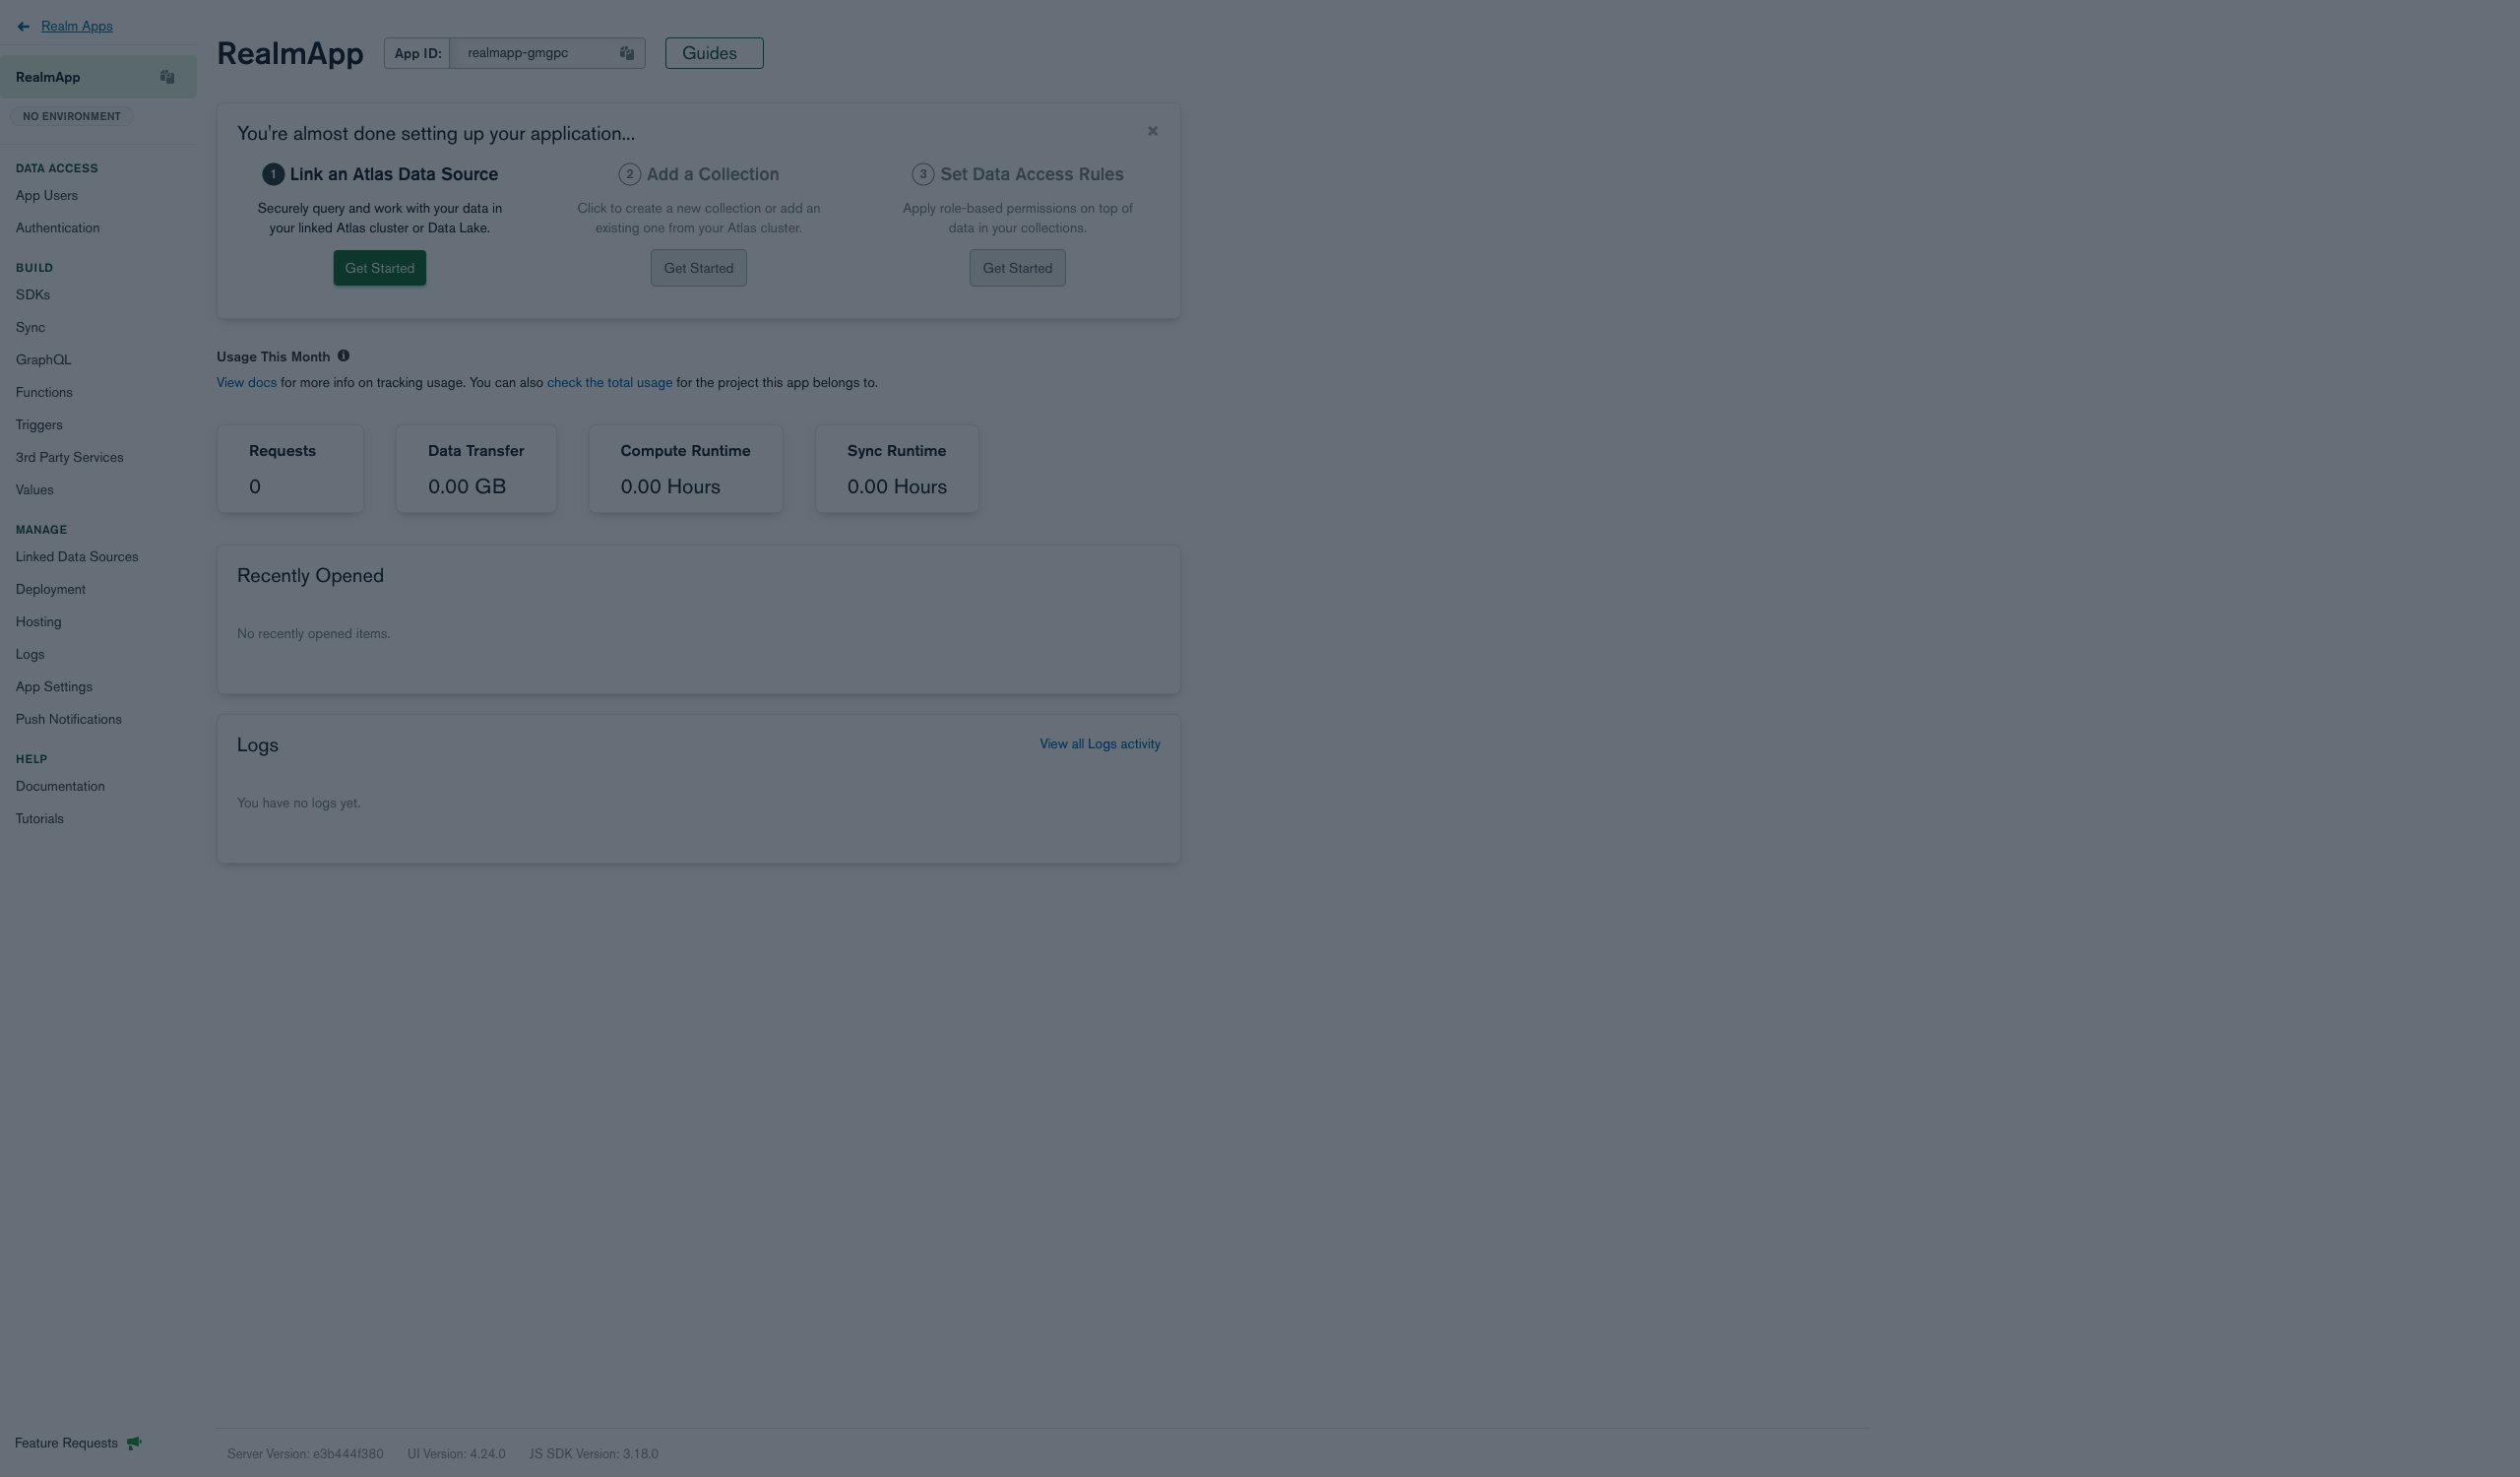 Realm Apps
RealmApp
NO ENVIRONMENT
DATA ACCESS
App Users
Authentication
BUILD
SDKs
Sync
GraphQL
Functions
Triggers
3rd Party Services
Values
MANAGE
Linked Data Sources
Deployment
Hosting
Logs
App Settings
Push Notifications
HELP
Documentation
Tutorials
Feature Requests
RealmApp App ID: realmapp-gmgpc Guides
You're almost done setting up your application...
1 Link an Atlas Data Source
Securely query and work with your data in
your linked Atlas cluster or Data Lake.
Get Started
2 Add a Collection
Click to create a new collection or add an
existing one from your Atlas cluster.
Get Started
3 Set Data Access Rules
Apply role-based permissions on top of
data in your collections.
Get Started
Usage This Month
View docs for more info on tracking usage. You can also check the total usage for the project this app belongs to.
Requests
0
Data Transfer
0.00 GB
Compute Runtime
0.00 Hours
Sync Runtime
0.00 Hours
Recently Opened
No recently opened items.
Logs View all Logs activity
You have no logs yet.
Server Version: e3b444f380 UI Version: 4.24.0 JS SDK Version: 3.18.0